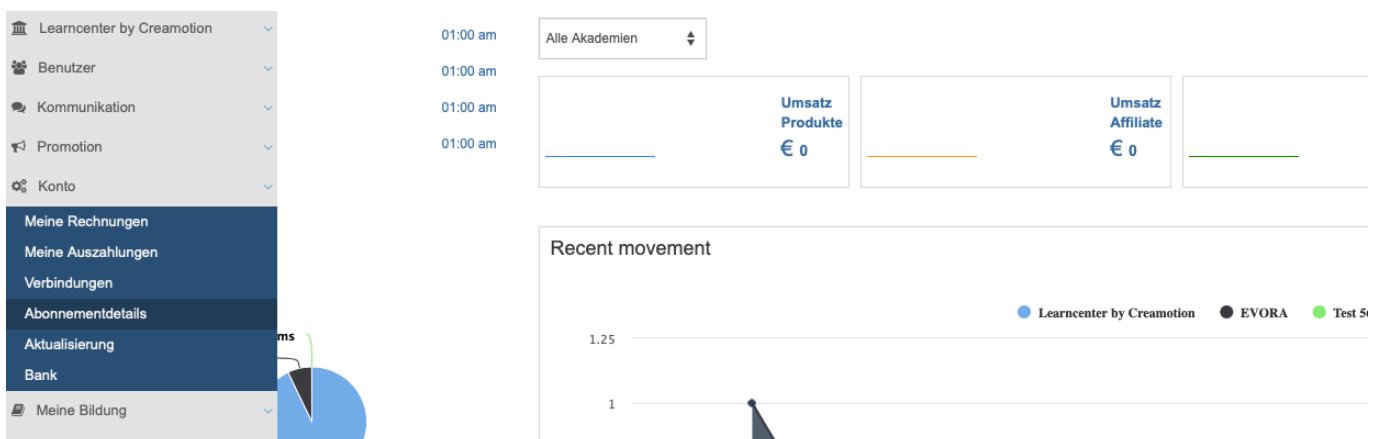 Learncenter by Creamotion
Benutzer
Kommunikation
Promotion
Konto
Meine Rechnungen
Meine Auszahlungen
Verbindungen
Abonnementdetails
Aktualisierung
Bank
Meine Bildung
01:00 am
01:00 am
01:00 am
01:00 am
Alle Akademien
Umsatz
Produkte
€ 0
Umsatz
Affiliate
€ 0
Recent movement
Learncenter by Creamotion EVORA Test
1.25
1